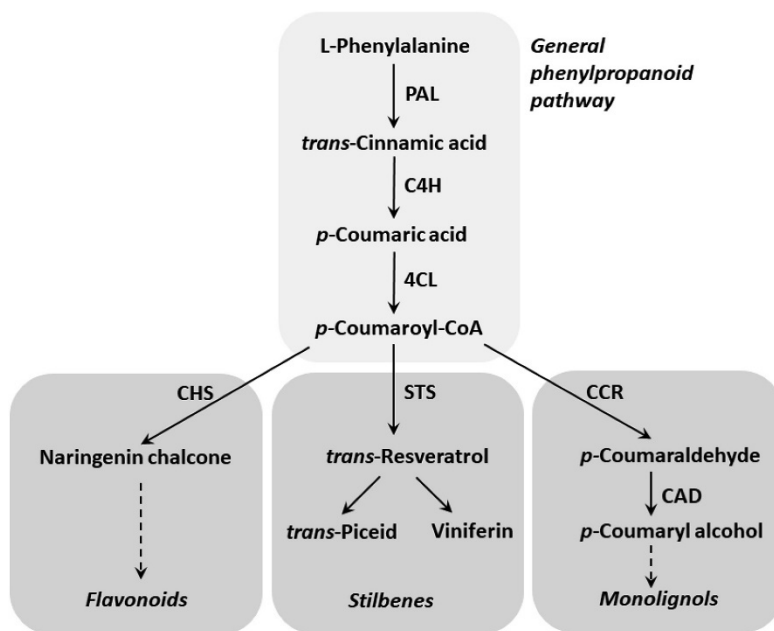 L-Phenylalanine
General
phenylpropanoid
pathway
PAL
trans-Cinnamic acid
C4H
p-Coumaric acid
4CL
p-Coumaroyl-CoA
CHS
STS
CCR
Naringenin chalcone
trans-Resveratrol
p-Coumaraldehyde
CAD
trans-Piceid
Viniferin
p-Coumaryl alcohol
Flavonoids
Stilbenes
Monolignols